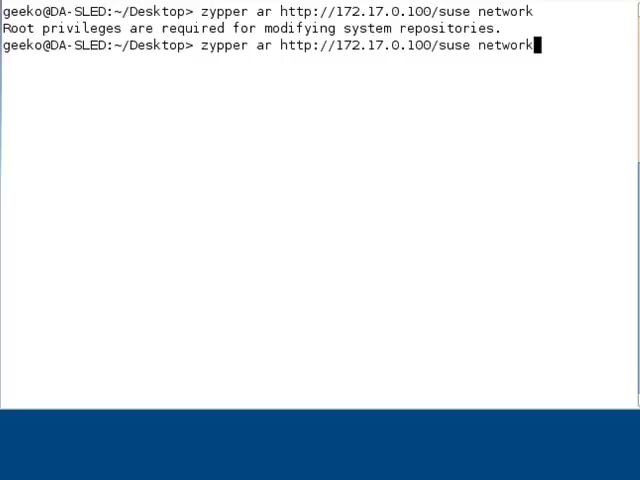 geeko@DA-SLED:~/Desktop> zypper ar http://172.17.0.100/suse network
Root privileges are required for modifying system repositories.
geeko@DA-SLED:~/Desktop> zypper ar http://172.17.0.100/suse network